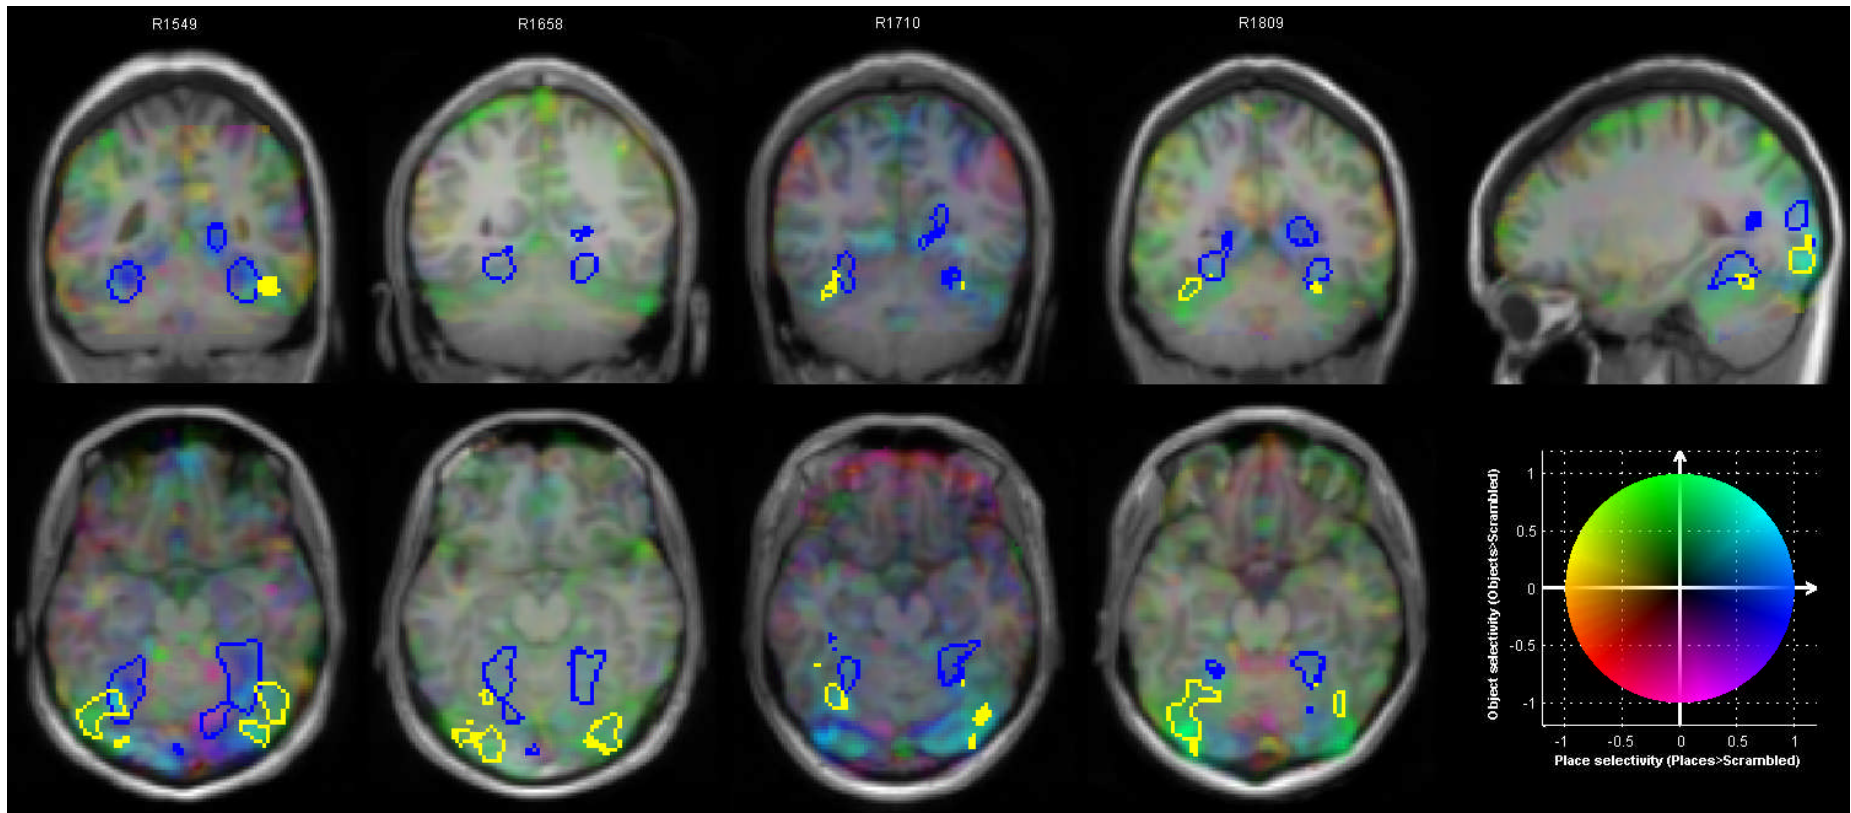 R1549
R1658
R1710
R1809
Object selectivity (Objects>Scrambled)
1
0.5
0
-0.5
-1
-1
-0.5
0
0.5
1
Place selectivity (Places>Scrambled)